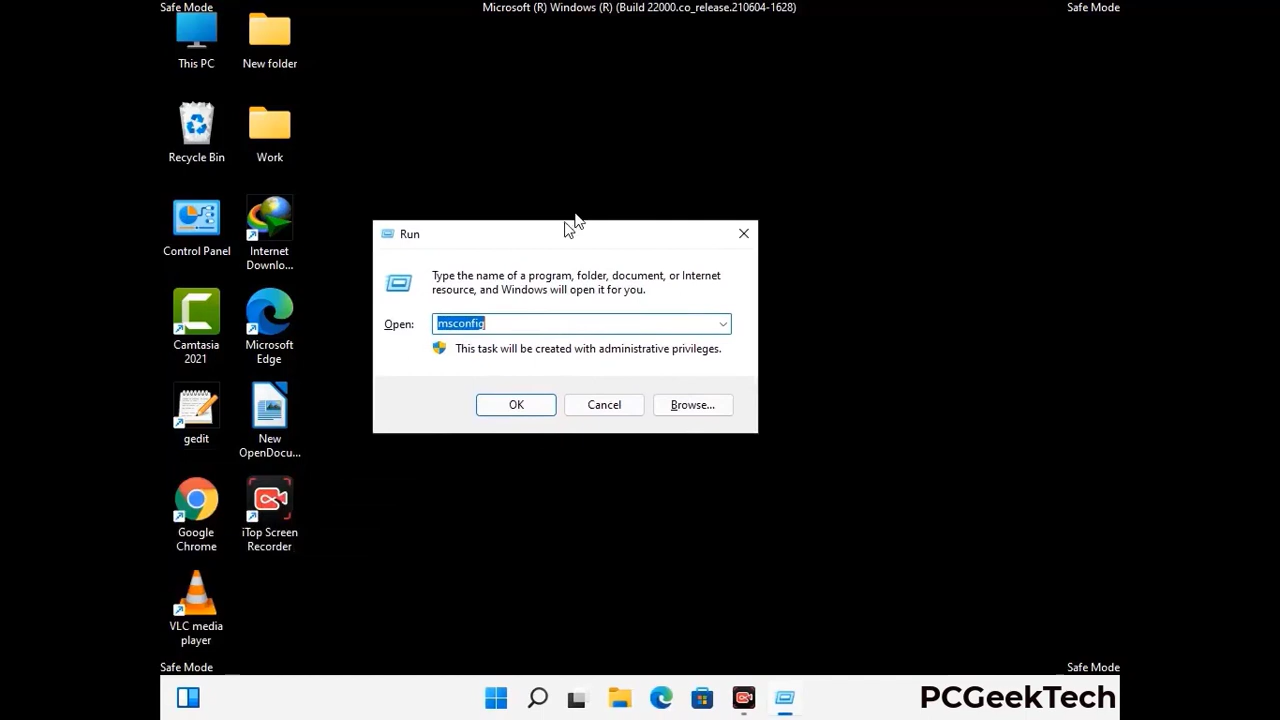 Safe Mode
Microsoft (R) Windows (R) (Build 22000.co_release.210604-1628)
Safe Mode
This PC
New folder
Recycle Bin
Work
Control Panel
Internet
Downlo...
Camtasia
2021
Microsoft
Edge
gedit
New
OpenDocu...
Google
Chrome
iTop Screen
Recorder
VLC media
player
Run
Type the name of a program, folder, document, or Internet
resource, and Windows will open it for you.
Open:
msconfig
This task will be created with administrative privileges.
OK
Cancel
Browse...
Safe Mode
Safe Mode
PCGeekTech